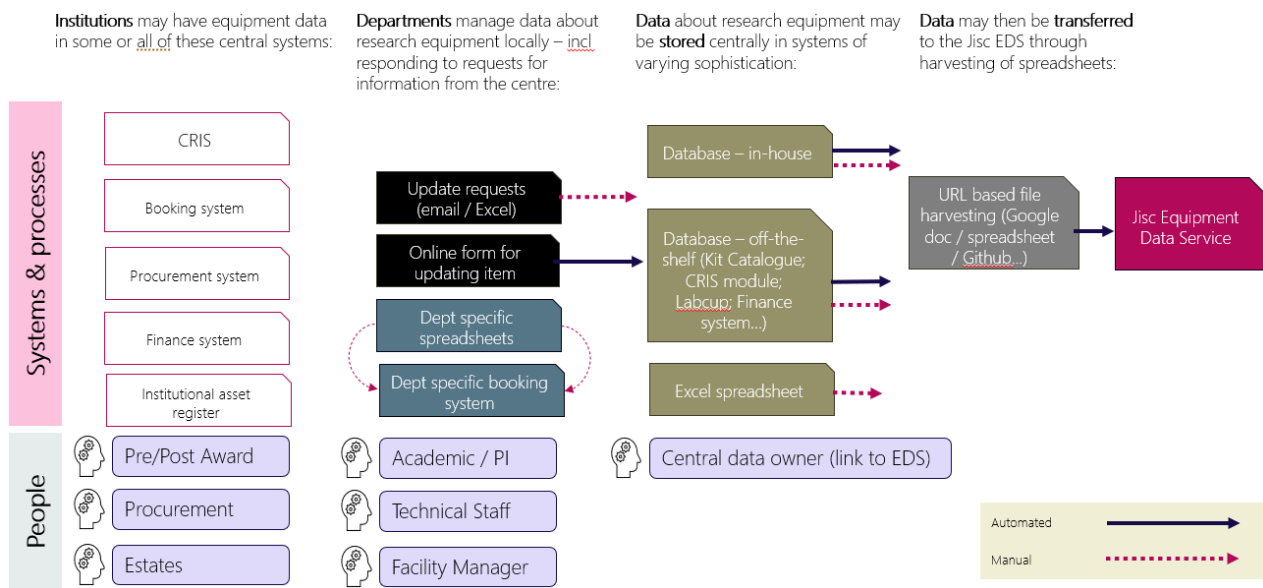 Institutions may have equipment data
in some or all of these central systems:
Departments manage data about
research equipment locally – incl
responding to requests for
information from the centre:
Data about research equipment may
be stored centrally in systems of
varying sophistication:
Data may then be transferred
to the Jisc EDS through
harvesting of spreadsheets:
Systems & processes
CRIS
Booking system
Procurement system
Finance system
Institutional asset
register
Update requests
(email / Excel)
Online form for
updating item
Dept specific
spreadsheets
Dept specific booking
system
Database – in-house
Database – off-the-
shelf (Kit Catalogue;
CRIS module;
Labcup; Finance
system...)
Excel spreadsheet
URL based file
harvesting (Google
doc / spreadsheet
/ Github...)
Jisc Equipment
Data Service
People
Pre/Post Award
Procurement
Estates
Academic / PI
Technical Staff
Facility Manager
Central data owner (link to EDS)
Automated
Manual